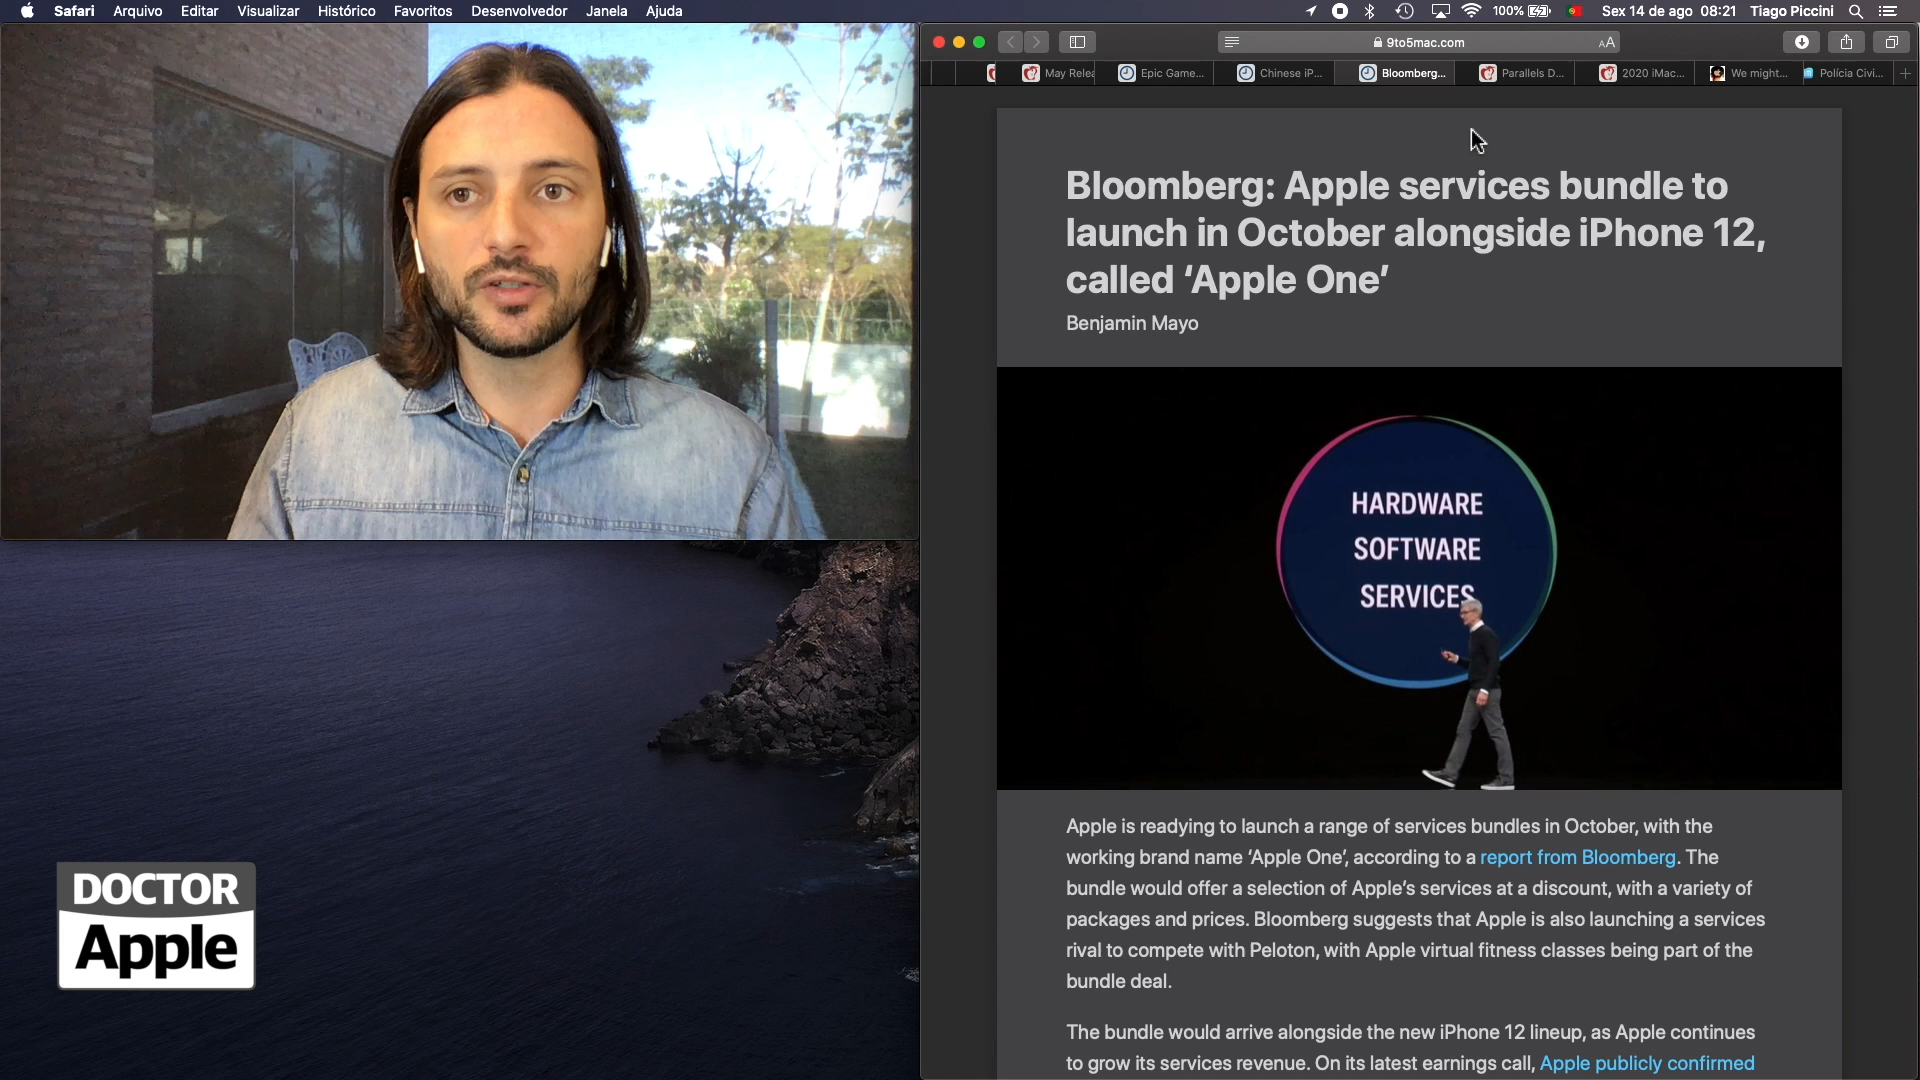 Safari Arquivo Editar Visualizar Histórico Favoritos Desenvolvedor Janela Ajuda
100% Sex 14 de ago 08:21 Tiago Piccini
9to5mac.com AA
May Relea Epic Game... Chinese iP... Bloomberg... Parallels D... 2020 iMac... We might... Polícia Civi...
Bloomberg: Apple services bundle to
launch in October alongside iPhone 12,
called ‘Apple One’
Benjamin Mayo
HARDWARE
SOFTWARE
SERVICES
Apple is readying to launch a range of services bundles in October, with the
working brand name ‘Apple One’, according to a report from Bloomberg. The
bundle would offer a selection of Apple’s services at a discount, with a variety of
packages and prices. Bloomberg suggests that Apple is also launching a services
rival to compete with Peloton, with Apple virtual fitness classes being part of the
bundle deal.
The bundle would arrive alongside the new iPhone 12 lineup, as Apple continues
to grow its services revenue. On its latest earnings call, Apple publicly confirmed
DOCTOR
Apple